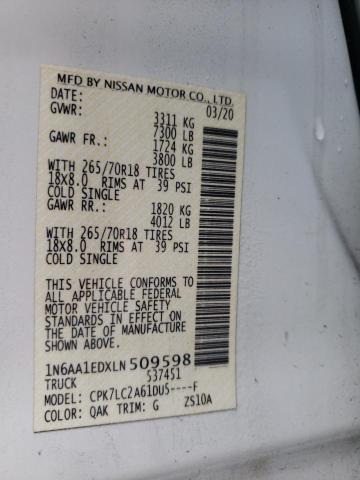 MFD BY NISSAN MOTOR CO., LTD.
DATE: 03/20
GVWR: 3311 KG
7300 LB
GAWR FR.: 1724 KG
3800 LB
WITH 265/70R18 TIRES
18X8.0 RIMS AT 39 PSI
COLD SINGLE
GAWR RR.: 1820 KG
4012 LB
WITH 265/70R18 TIRES
18X8.0 RIMS AT 39 PSI
COLD SINGLE
THIS VEHICLE CONFORMS TO
ALL APPLICABLE FEDERAL
MOTOR VEHICLE SAFETY
STANDARDS IN EFFECT ON
THE DATE OF MANUFACTURE
SHOWN ABOVE.
1N6AA1EDXLN509598
TRUCK 537451
MODEL: CPK7LC2A61DU5----F
COLOR: QAK TRIM: G ZS10A